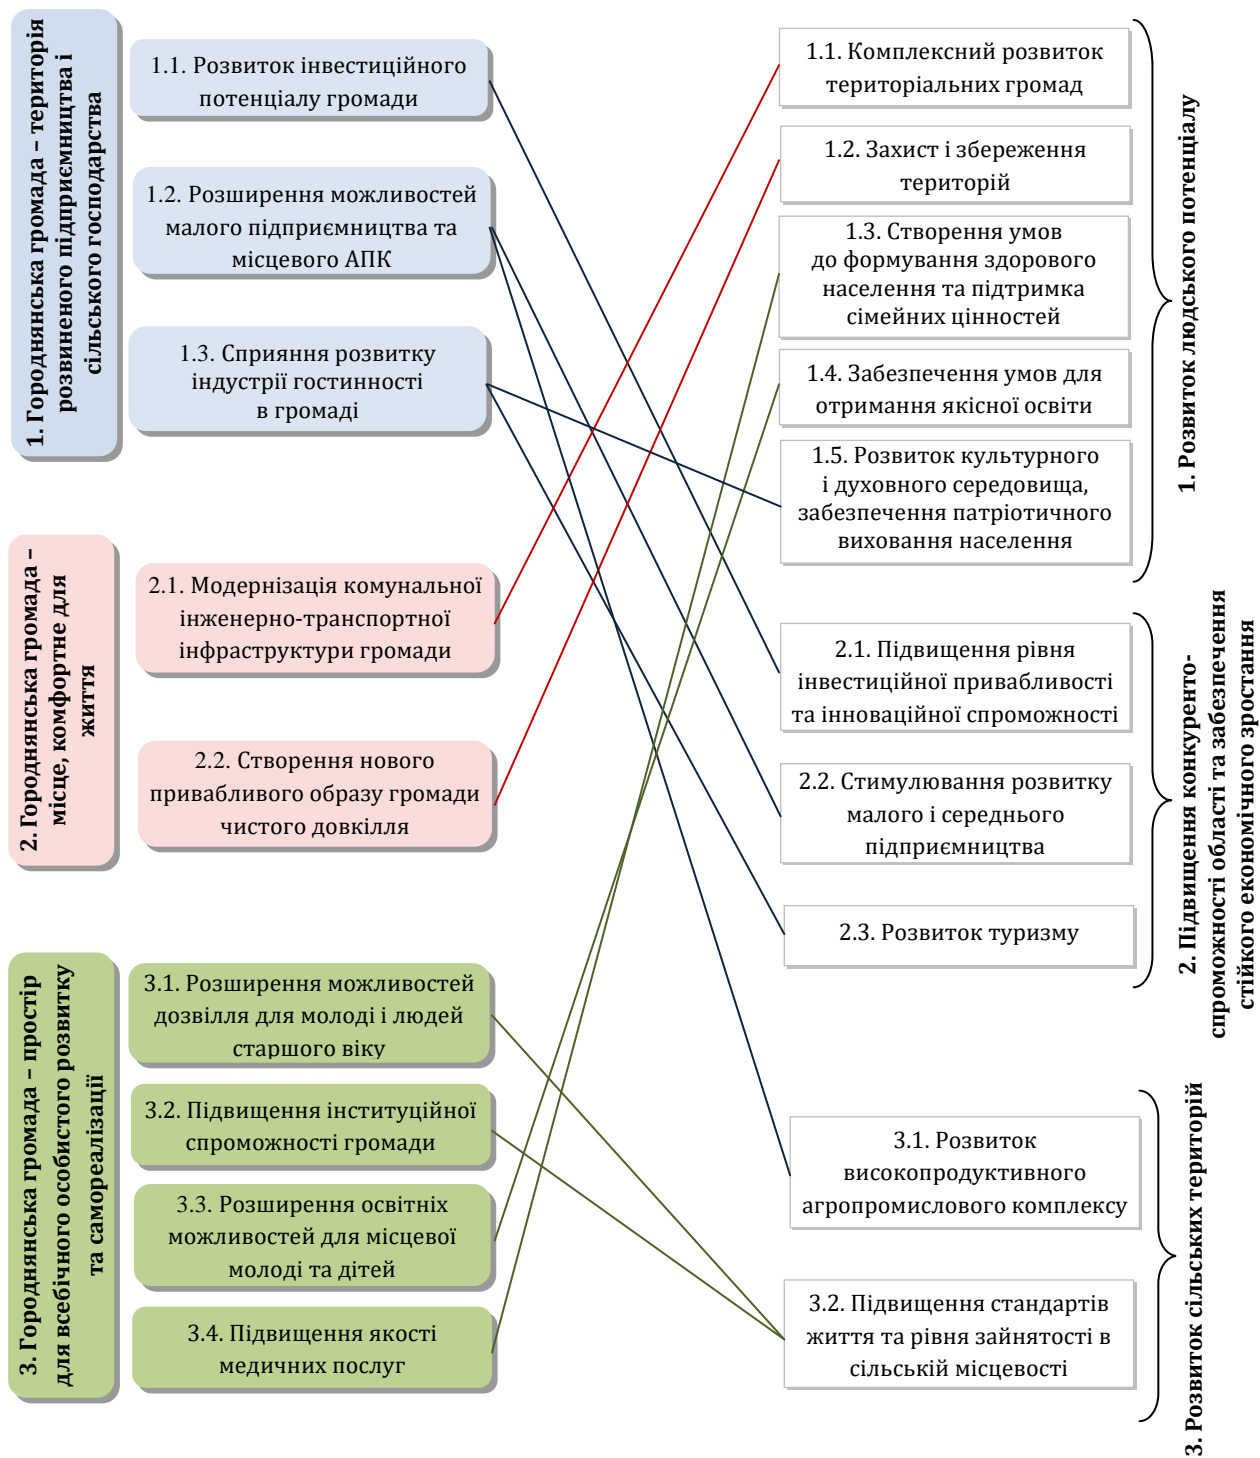 1. Городнянська громада – територія
розвиненого підприємництва і
сільського господарства
1.1. Розвиток інвестиційного
потенціалу громади
1.2. Розширення можливостей
малого підприємництва та
місцевого АПК
1.3. Сприяння розвитку
індустрії гостинності
в громаді
2. Городнянська громада –
місце, комфортне для
життя
2.1. Модернізація комунальної
інженерно-транспортної
інфраструктури громади
2.2. Створення нового
привабливого образу громади
чистого довкілля
3. Городнянська громада – простір
для всебічного особистого розвитку
та самореалізації
3.1. Розширення можливостей
дозвілля для молоді і людей
старшого віку
3.2. Підвищення інституційної
спроможності громади
3.3. Розширення освітніх
можливостей для місцевої
молоді та дітей
3.4. Підвищення якості
медичних послуг
1.1. Комплексний розвиток
територіальних громад
1.2. Захист і збереження
територій
1.3. Створення умов
до формування здорового
населення та підтримка
сімейних цінностей
1.4. Забезпечення умов для
отримання якісної освіти
1.5. Розвиток культурного
і духовного середовища,
забезпечення патріотичного
виховання населення
1. Розвиток людського потенціалу
2.1. Підвищення рівня
інвестиційної привабливості
та інноваційної спроможності
2.2. Стимулювання розвитку
малого і середнього
підприємництва
2.3. Розвиток туризму
2. Підвищення конкуренто-
спроможності області та забезпечення
стійкого економічного зростання
3.1. Розвиток
високопродуктивного
агропромислового комплексу
3.2. Підвищення стандартів
життя та рівня зайнятості в
сільській місцевості
3. Розвиток сільських територій